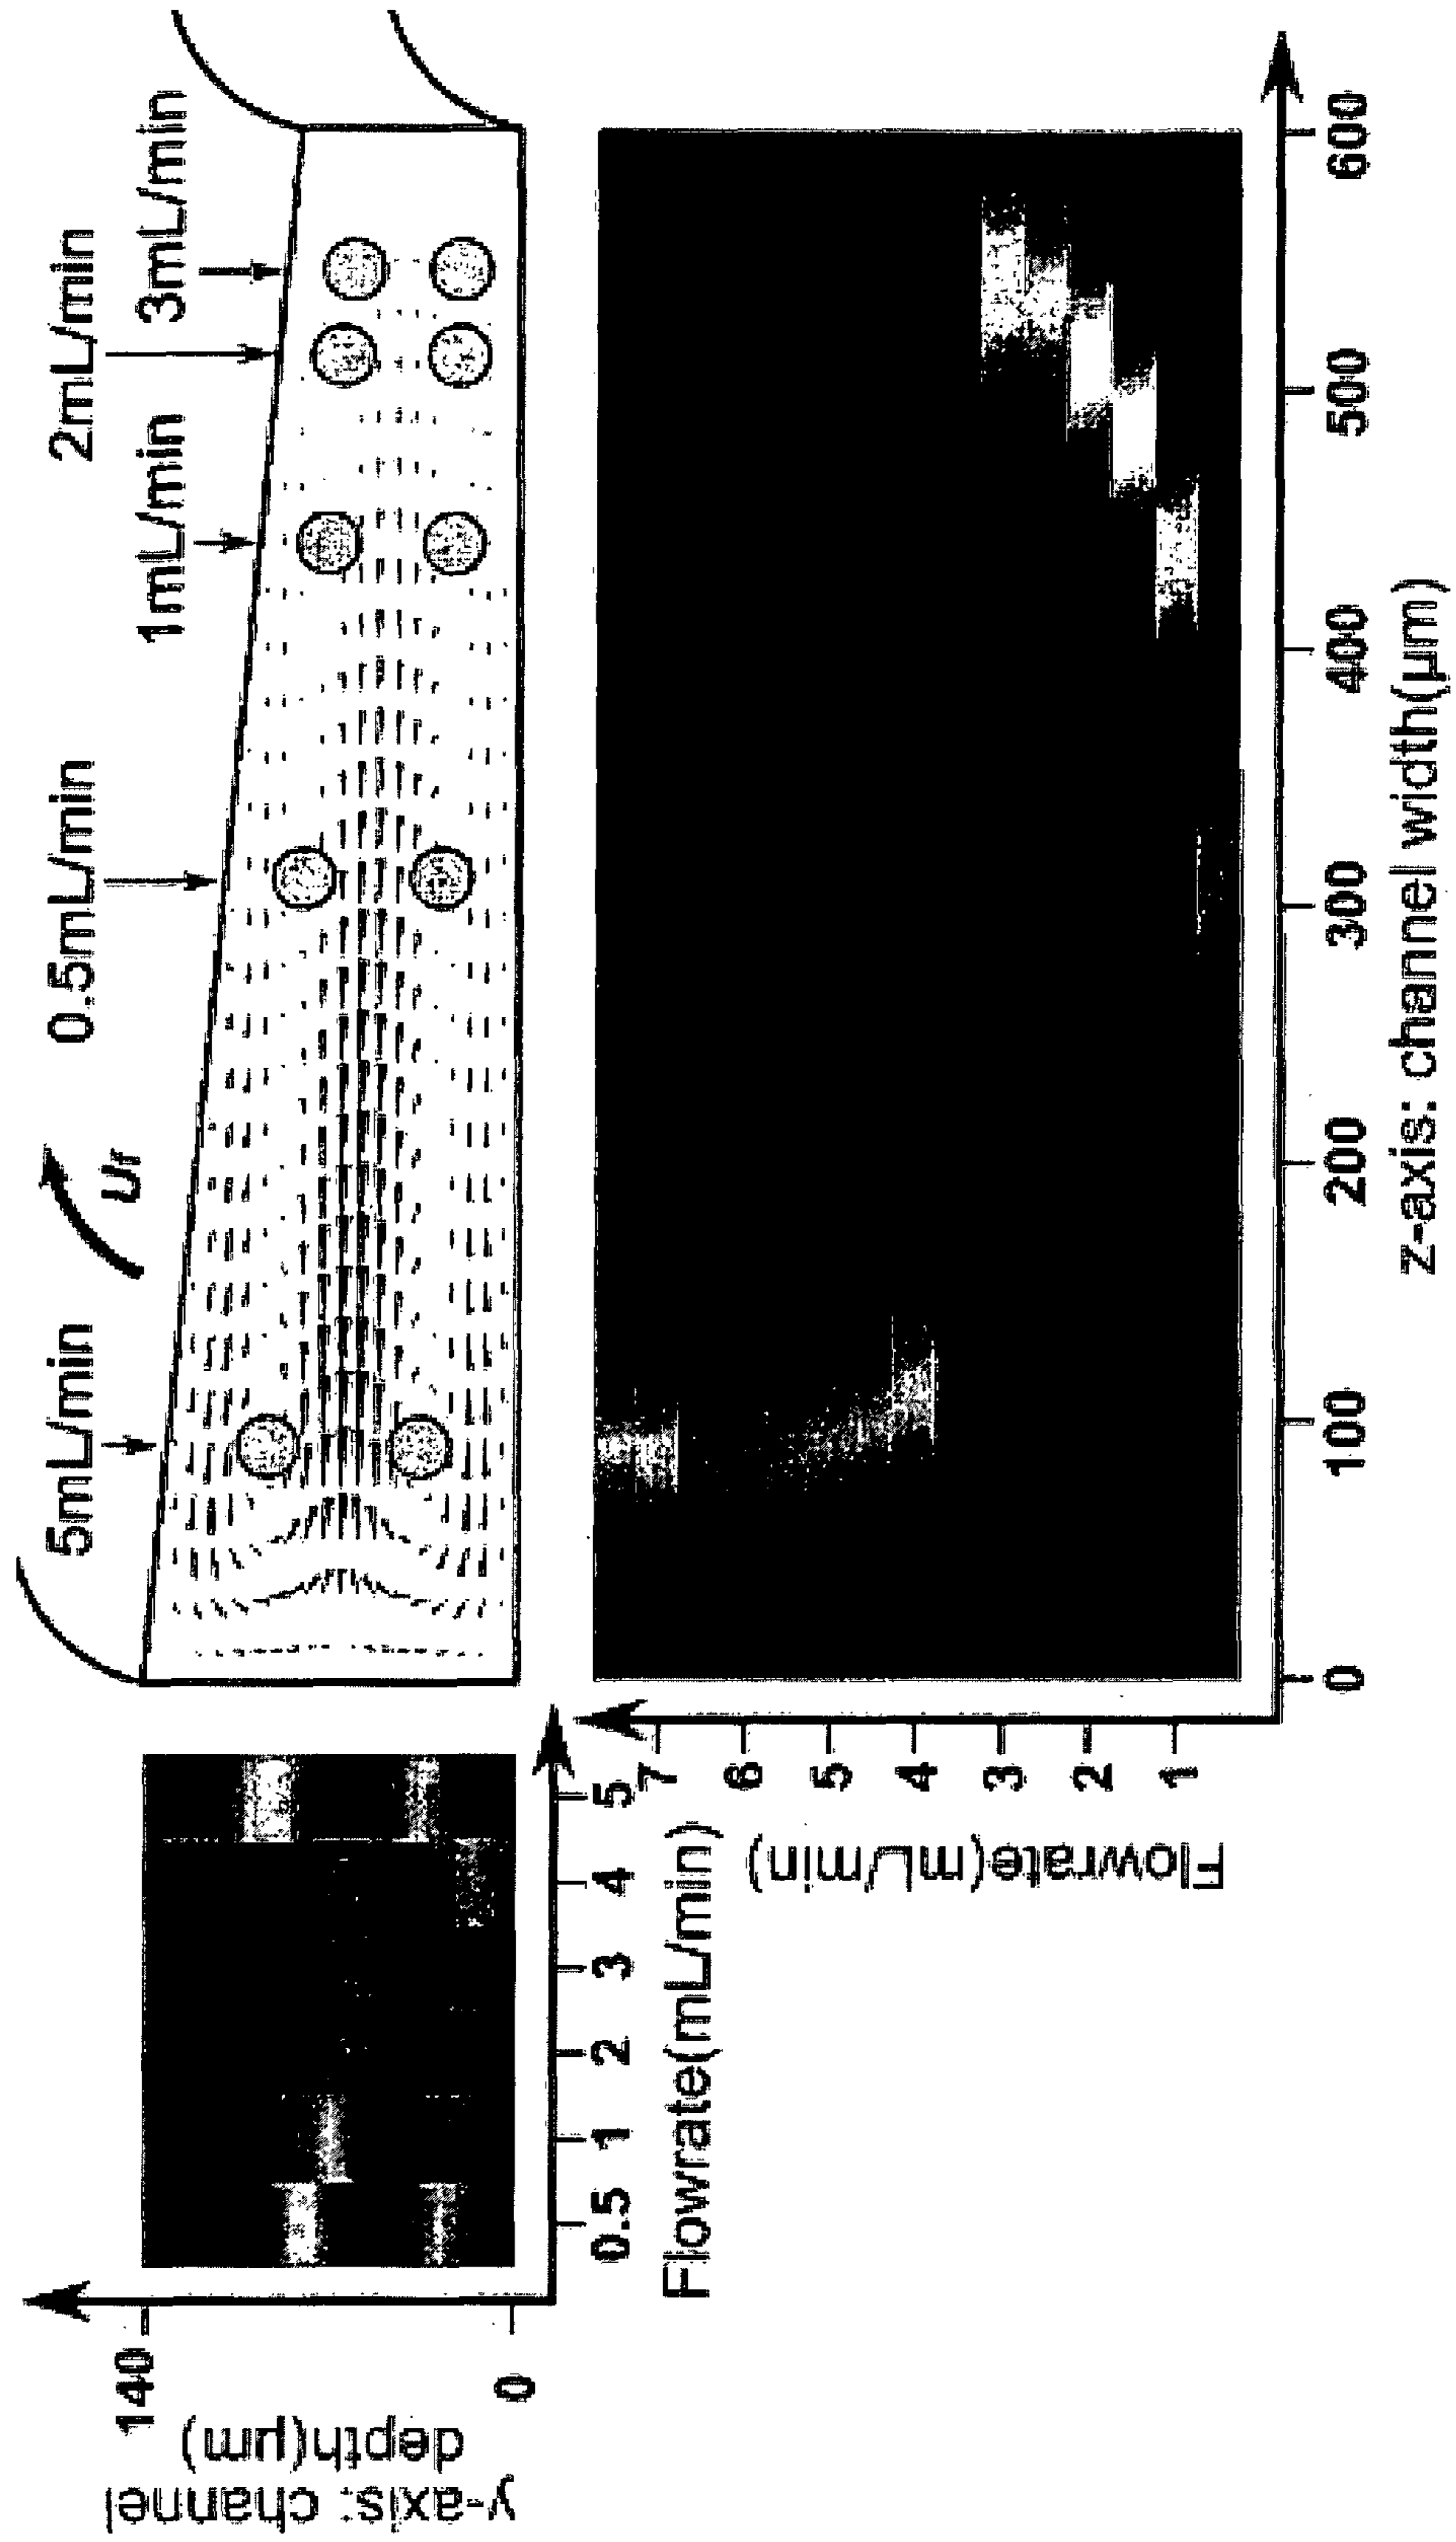 5mL/min
Ur
0.5mL/min
1mL/min
2mL/min
3mL/min
140
0
y-axis: channel
depth(µm)
0.5 1 2 3 4 5
Flowrate(mL/min)
7
6
5
4
3
2
1
Flowrate(mL/min)
0 100 200 300 400 500 600
z-axis: channel width(µm)